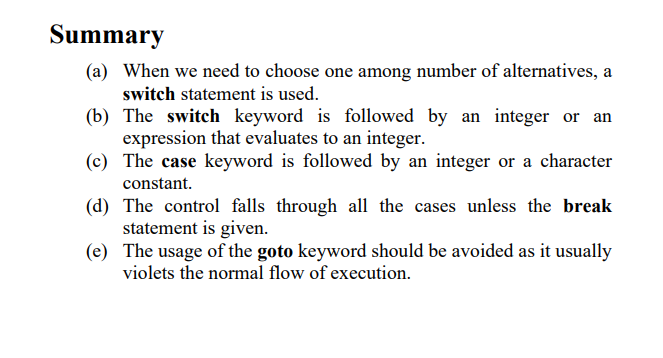 Summary
(a) When we need to choose one among number of alternatives, a
switch statement is used.
(b) The switch keyword is followed by an integer or an
expression that evaluates to an integer.
(c) The case keyword is followed by an integer or a character
constant.
(d) The control falls through all the cases unless the break
statement is given.
(e) The usage of the goto keyword should be avoided as it usually
violets the normal flow of execution.